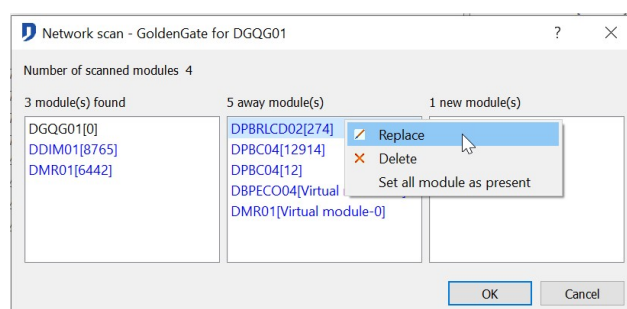 Network scan - GoldenGate for DGQG01
Number of scanned modules 4
3 module(s) found
5 away module(s)
1 new module(s)
DGQG01[0]
DDIM01[8765]
DMR01[6442]
DPBRLCD02[274]
DPBC04[12914]
DPBC04[12]
DBPECO04[Virtual
DMR01[Virtual module-0]
Replace
Delete
Set all module as present
OK
Cancel